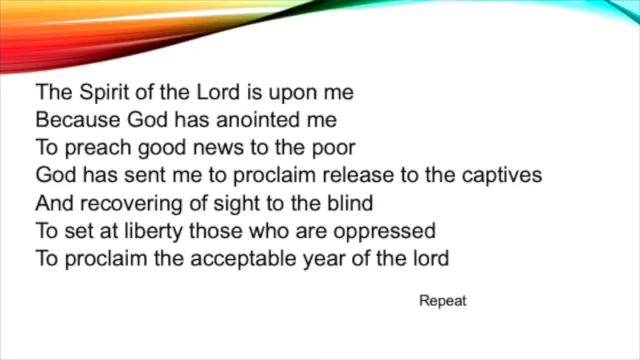 The Spirit of the Lord is upon me
Because God has anointed me
To preach good news to the poor
God has sent me to proclaim release to the captives
And recovering of sight to the blind
To set at liberty those who are oppressed
To proclaim the acceptable year of the lord
Repeat